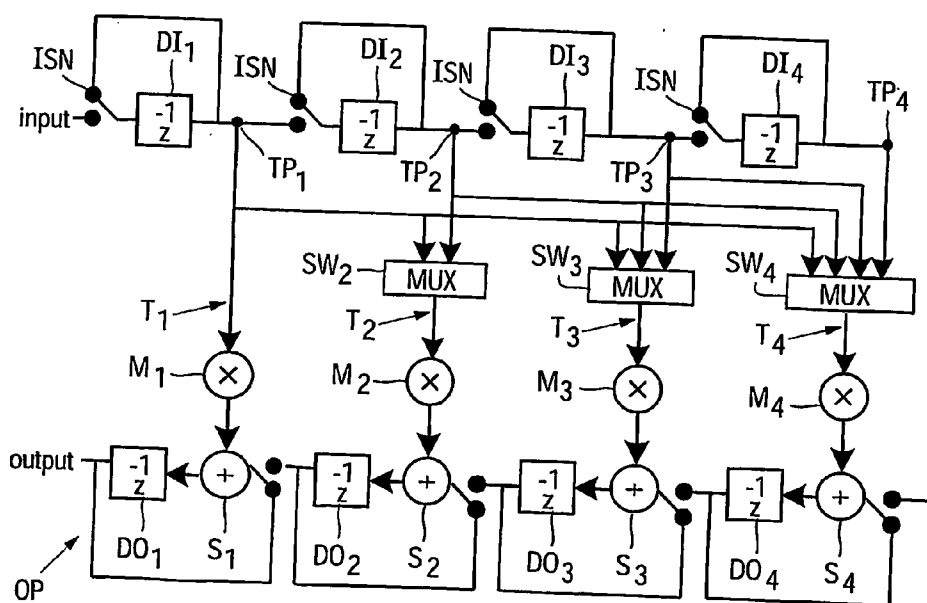 DI1 DI2 DI3 DI4
ISN ISN ISN ISN
TP4
input -1 z -1 z -1 z -1 z
TP1 TP2 TP3
SW2 MUX SW3 MUX SW4 MUX
T1 T2 T3 T4
M1 × M2 × M3 × M4 ×
output -1 z + -1 z + -1 z + -1 z +
DO1 S1 DO2 S2 DO3 S3 DO4 S4
OP